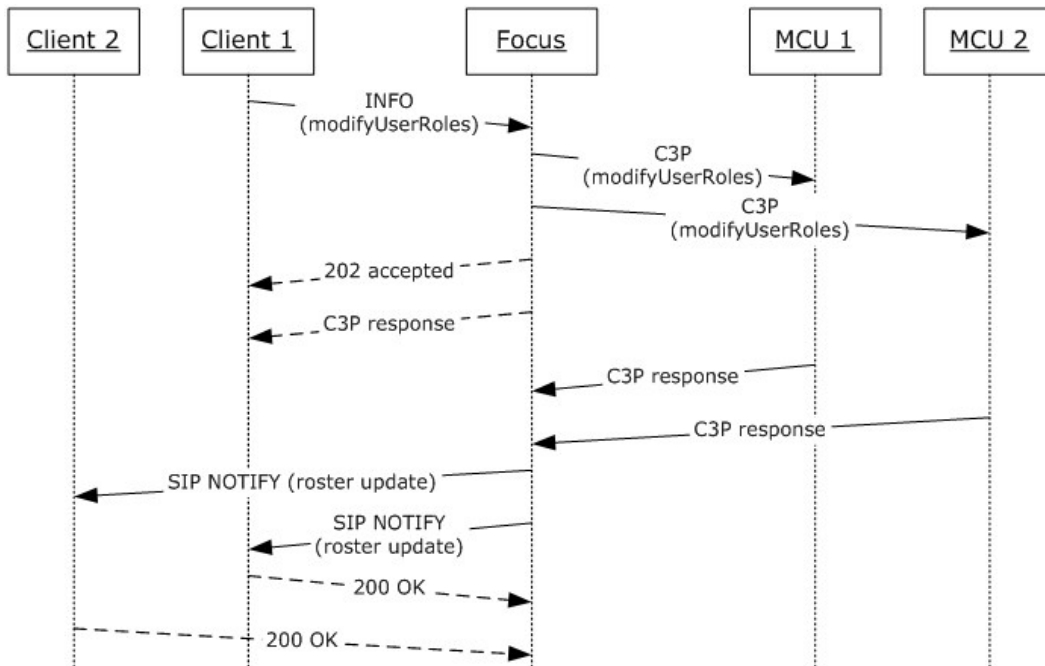 Client 2
Client 1
Focus
MCU 1
MCU 2
INFO
(modifyUserRoles)
C3P
(modifyUserRoles)
C3P
(modifyUserRoles)
202 accepted
C3P response
C3P response
C3P response
SIP NOTIFY (roster update)
SIP NOTIFY
(roster update)
200 OK
200 OK